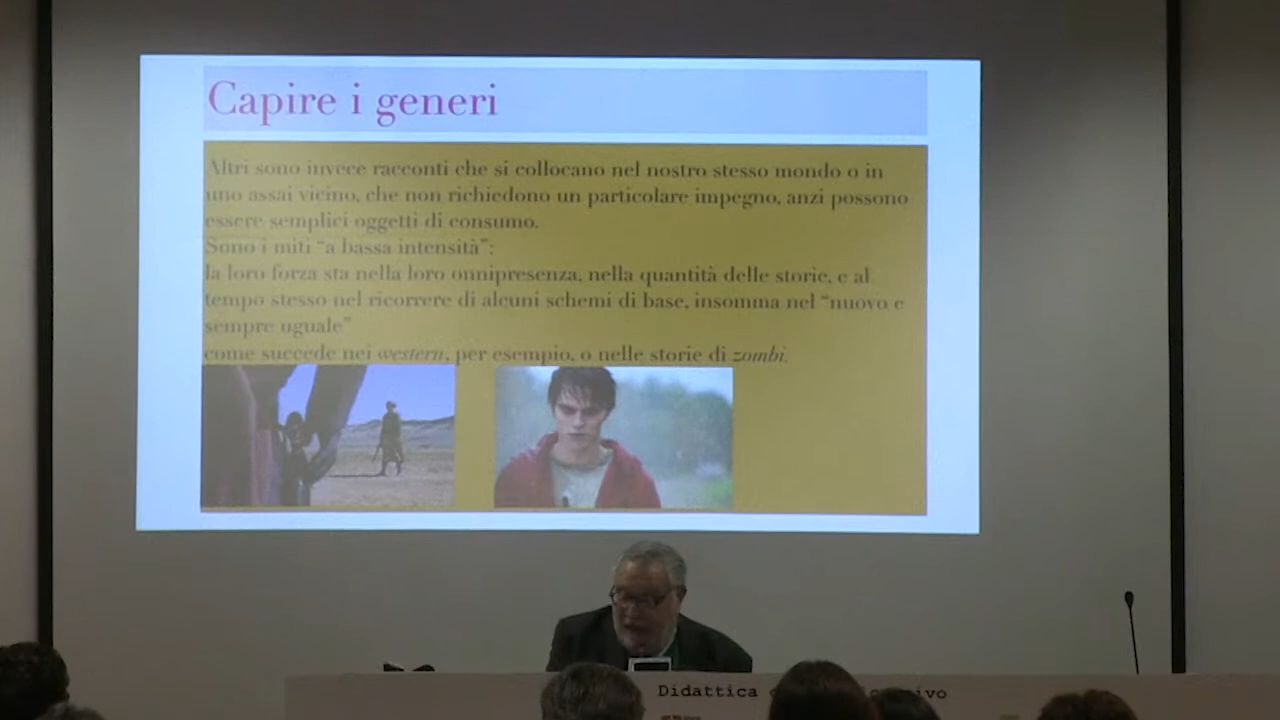 Capire i generi
Altri sono invece racconti che si collocano nel nostro stesso mondo o in
uno assai vicino, che non richiedono un particolare impegno, anzi possono
essere semplici oggetti di consumo.
Sono i miti “a bassa intensità”:
la loro forza sta nella loro onnipresenza, nella quantità delle storie, e al
tempo stesso nel ricorrere di alcuni schemi di base, insomma nel “nuovo e
sempre uguale”
come succede nei western, per esempio, o nelle storie di zombi.
Didattica